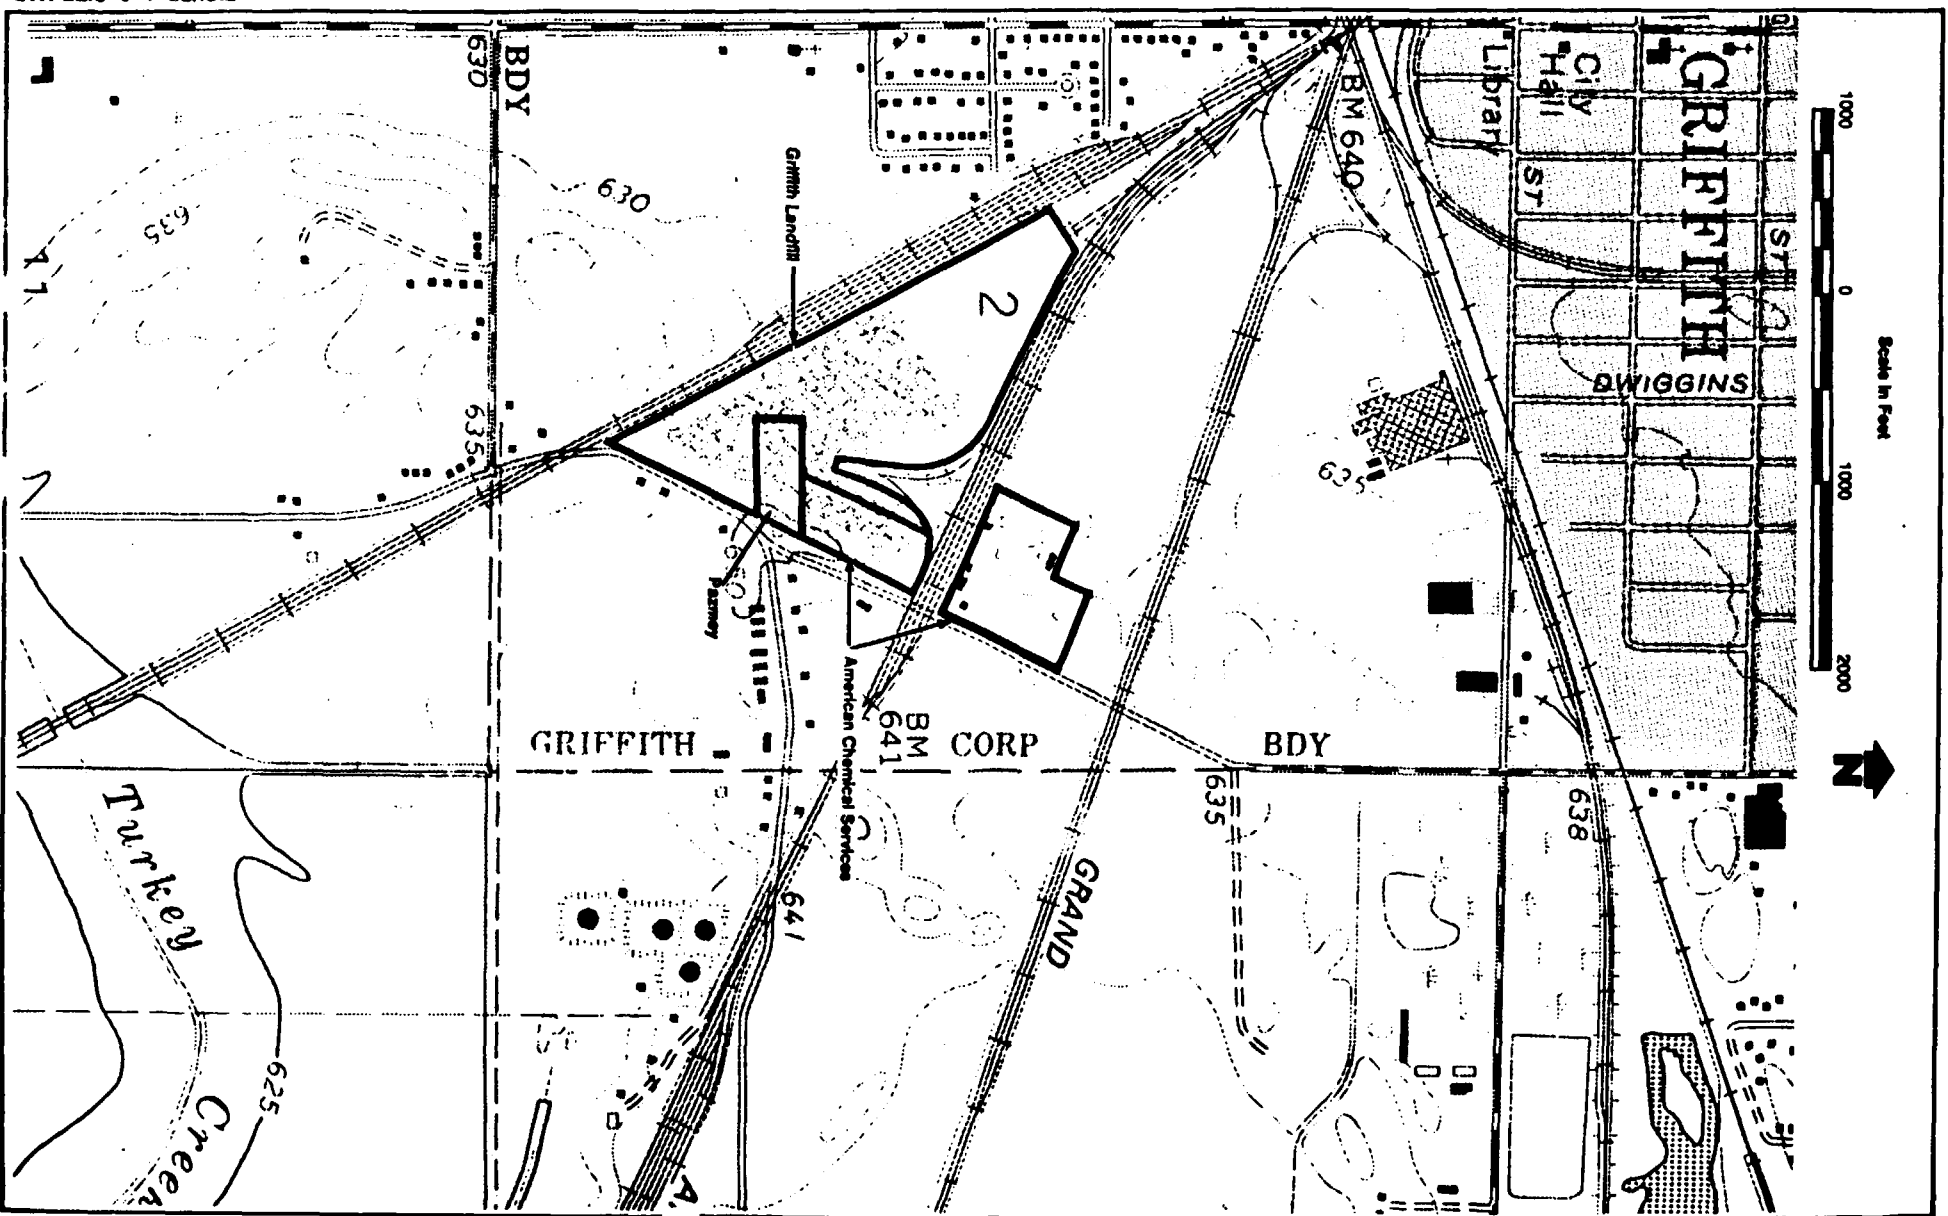 GRIFFITH
City
Hall
Library
ST
ST
DWIGGINS
1000
0
1000
2000
Scale in Feet
N
BM 640
BDY
630
630
635
11
635
2
Griffith Landfill
635
Pazmey
American Chemical Services
BM
641
GRIFFITH
CORP
BDY
635
638
641
GRAND
Turkey
Creek
625
A.